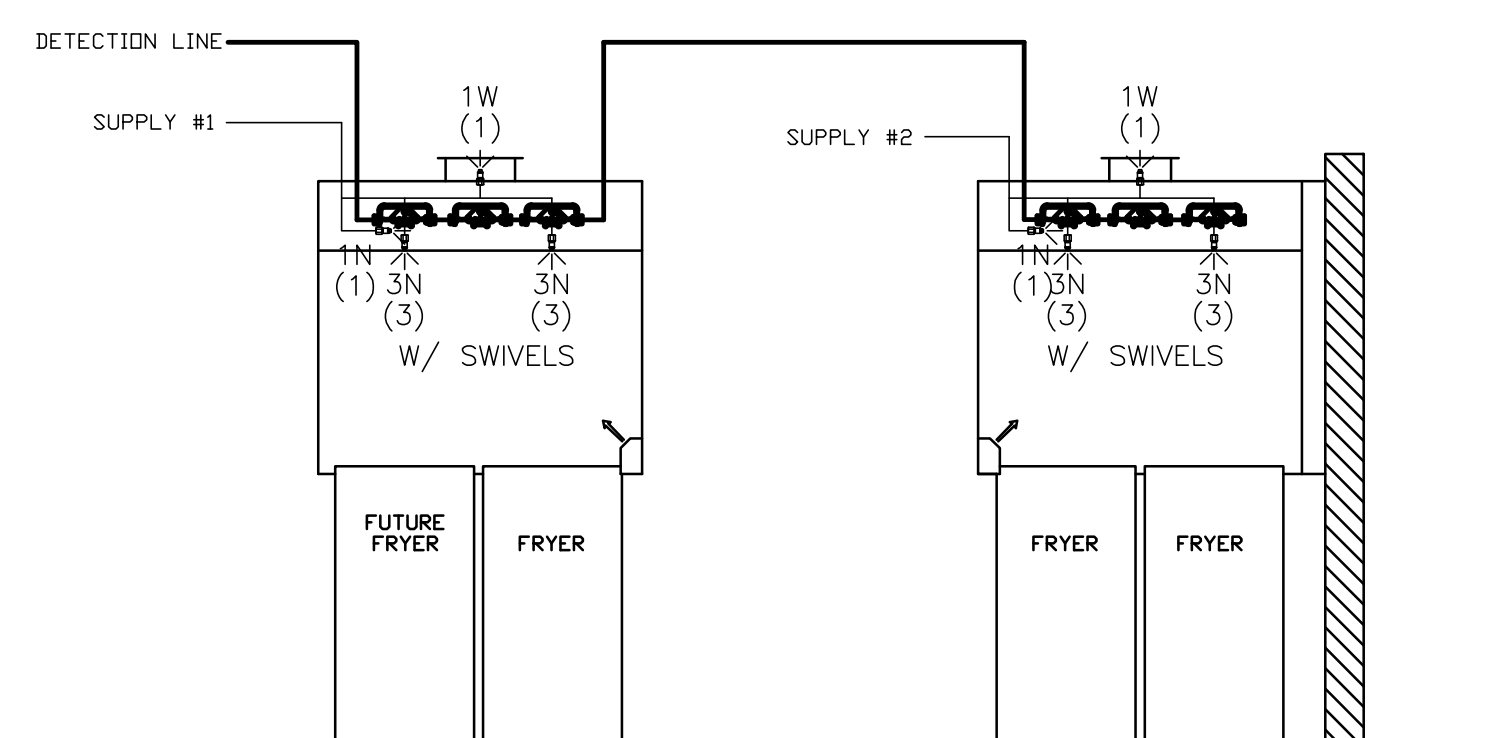 DETECTION LINE
SUPPLY #1
1W
(1)
1N
(1)
3N
(3)
3N
(3)
W/ SWIVELS
FUTURE
FRYER
FRYER
SUPPLY #2
1W
(1)
1N
(1)
3N
(3)
3N
(3)
W/ SWIVELS
FRYER
FRYER